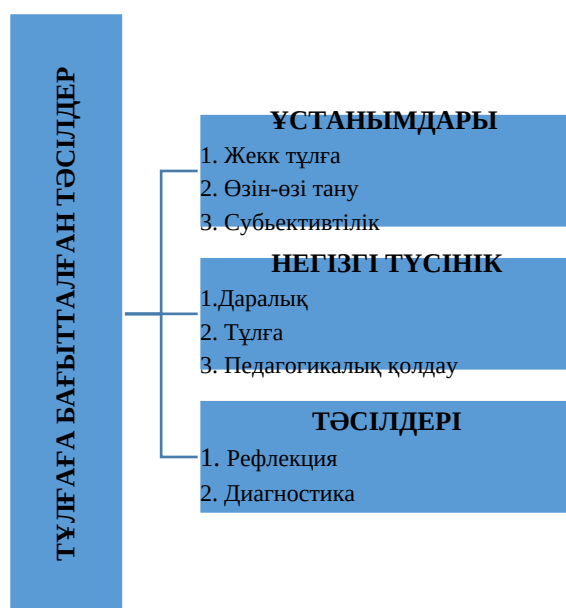 ТҰЛҒАҒА БАҒЫТТАЛҒАН ТӘСІЛДЕР
ҰСТАНЫМДАРЫ
1. Жекк тұлға
2. Өзін-өзі тану
3. Субьективтілік
НЕГІЗГІ ТҮСІНІК
1.Даралық
2. Тұлға
3. Педагогикалық қолдау
ТӘСІЛДЕРІ
1. Рефлекция
2. Диагностика